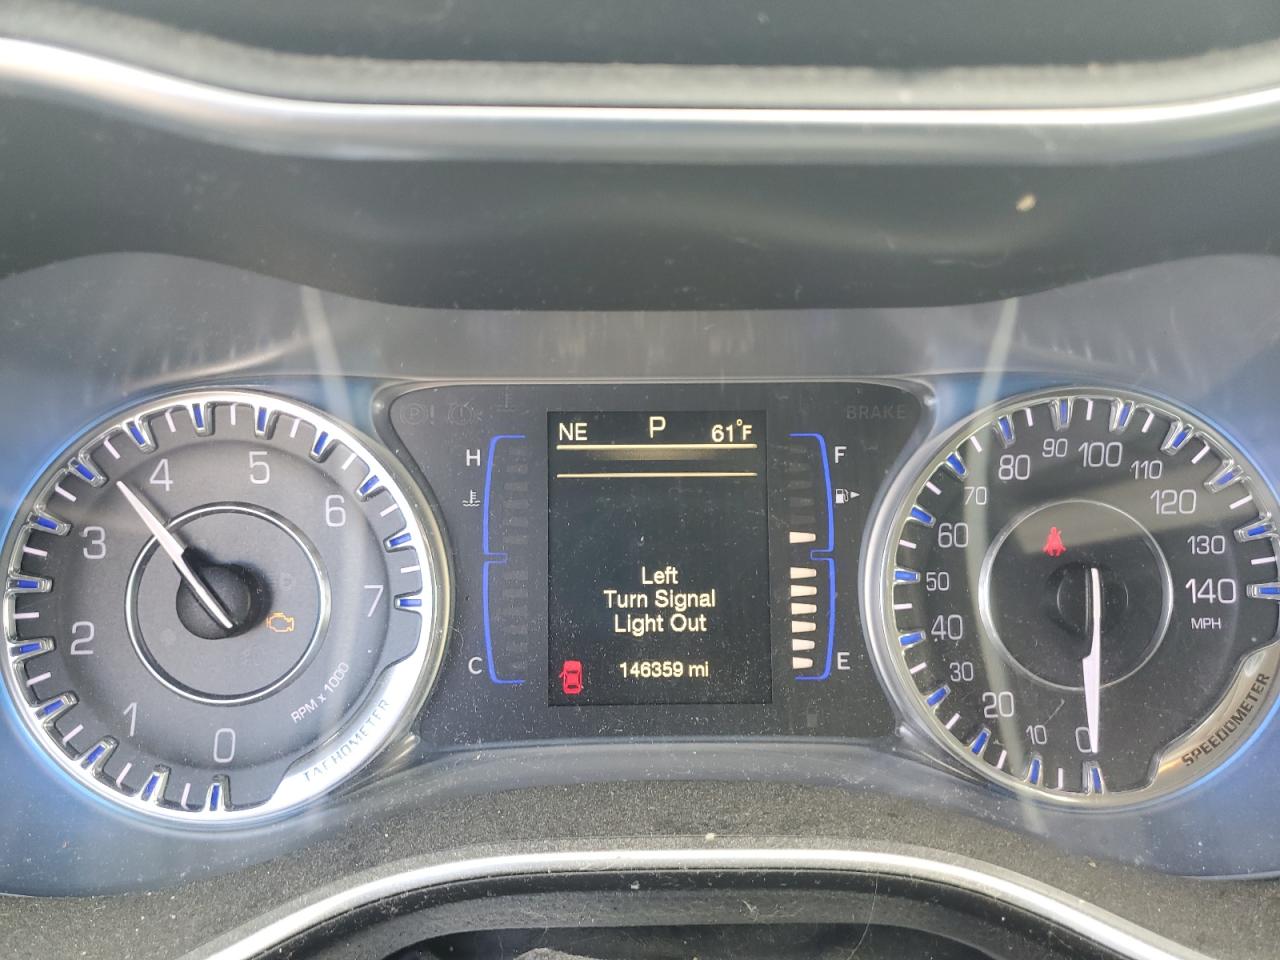 NE P 61°F
Left
Turn Signal
Light Out
146359 mi
H
C
F
E
BRAKE
0
1
2
3
4
5
6
7
RPM x 1000
TACHOMETER
0
10
20
30
40
50
60
70
80
90
100
110
120
130
140
MPH
SPEEDOMETER